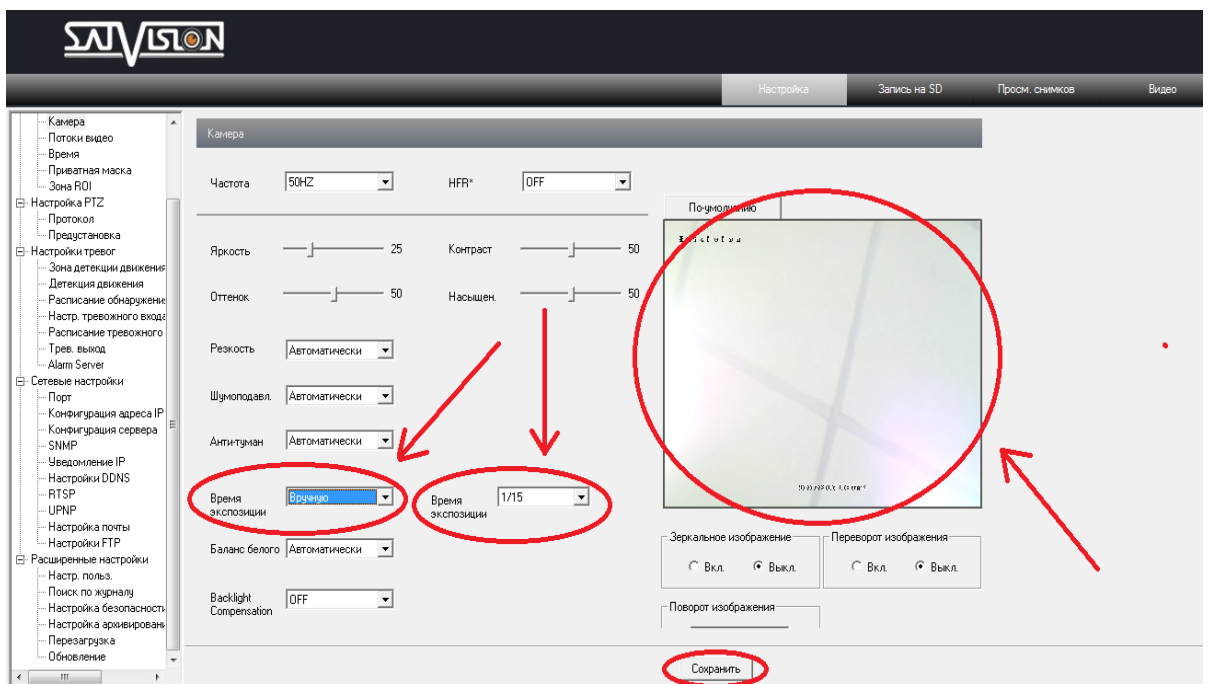 SATVISION
Настройка
Запись на SD
Просм. снимков
Видео
Камера
Потоки видео
Время
Приватная маска
Зона ROI
Настройка PTZ
Протокол
Предустановка
Настройки тревог
Зона детекции движения
Детекция движения
Расписание обнаружени
Настр. тревожного входа
Расписание тревожного
Трев. выход
Alarm Server
Сетевые настройки
Порт
Конфигурация адреса IP
Конфигурация сервера
SNMP
Уведомление IP
Настройки DDNS
RTSP
UPNP
Настройка почты
Настройки FTP
Расширенные настройки
Настр. польз.
Поиск по журналу
Настройка безопасность
Настройка архивировани
Перезагрузка
Обновление
Камера
Частота 50HZ HFR* OFF
По-умолчанию
Яркость 25 Контраст 50
Оттенок 50 Насыщен. 50
Резкость Автоматически
Шумоподавл. Автоматически
Анти-туман Автоматически
Время экспозиции Вручную
Время экспозиции 1/15
Баланс белого Автоматически
Backlight Compensation OFF
Зеркальное изображение
Вкл. Выкл.
Переворот изображения
Вкл. Выкл.
Поворот изображения
Сохранить